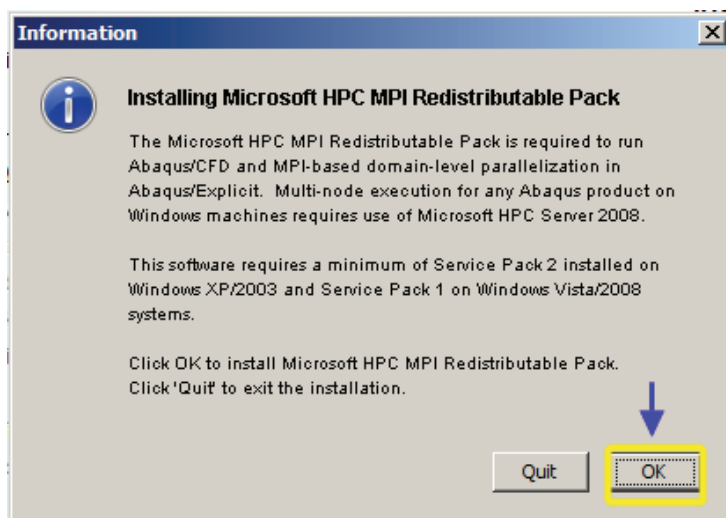 Information
Installing Microsoft HPC MPI Redistributable Pack
The Microsoft HPC MPI Redistributable Pack is required to run
Abaqus/CFD and MPI-based domain-level parallelization in
Abaqus/Explicit. Multi-node execution for any Abaqus product on
Windows machines requires use of Microsoft HPC Server 2008.
This software requires a minimum of Service Pack 2 installed on
Windows XP/2003 and Service Pack 1 on Windows Vista/2008
systems.
Click OK to install Microsoft HPC MPI Redistributable Pack.
Click 'Quit' to exit the installation.
Quit OK